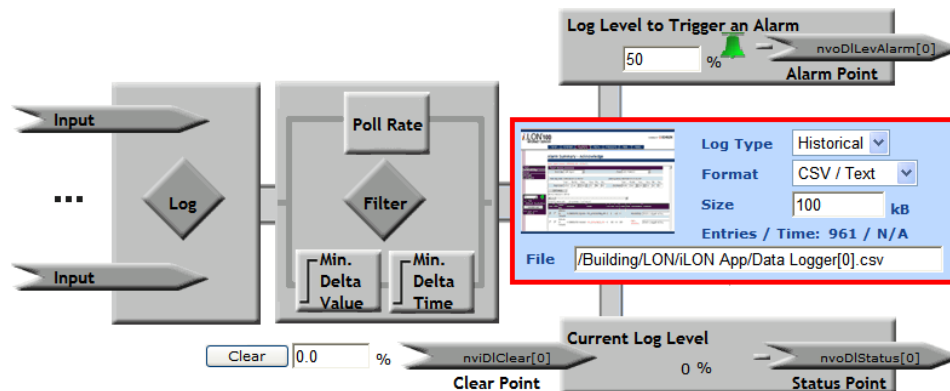 Log Level to Trigger an Alarm
50 %
nvoDlLevAlarm[0]
Alarm Point
Input
Poll Rate
...
Log
Filter
Input
Min. Delta Value
Min. Delta Time
iLON100
Log Type Historical
Format CSV / Text
Size 100 kB
Entries / Time: 961 / N/A
File /Building/LON/iLON App/Data Logger[0].csv
Current Log Level
0 %
Clear 0.0 %
nviDlClear[0]
Clear Point
nvoDlStatus[0]
Status Point